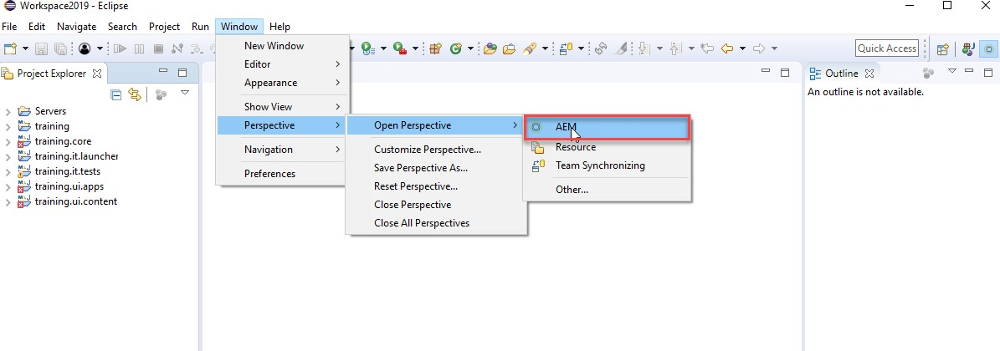 Workspace2019 - Eclipse
File Edit Navigate Search Project Run Window Help
Quick Access
Project Explorer
Servers
training
training.core
training.it.launcher
training.it.tests
training.ui.apps
training.ui.content
New Window
Editor
Appearance
Show View
Perspective
Navigation
Preferences
Open Perspective
Customize Perspective...
Save Perspective As...
Reset Perspective...
Close Perspective
Close All Perspectives
AEM
Resource
Team Synchronizing
Other...
Outline
An outline is not available.